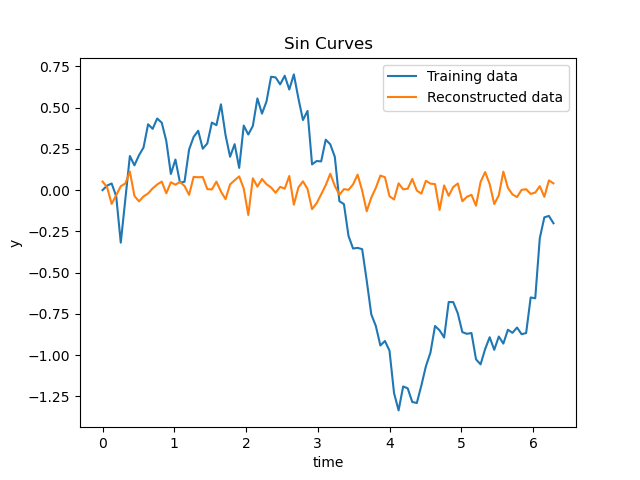 Sin Curves
Training data
Reconstructed data
0.75
0.50
0.25
0.00
−0.25
−0.50
−0.75
−1.00
−1.25
y
0 1 2 3 4 5 6
time